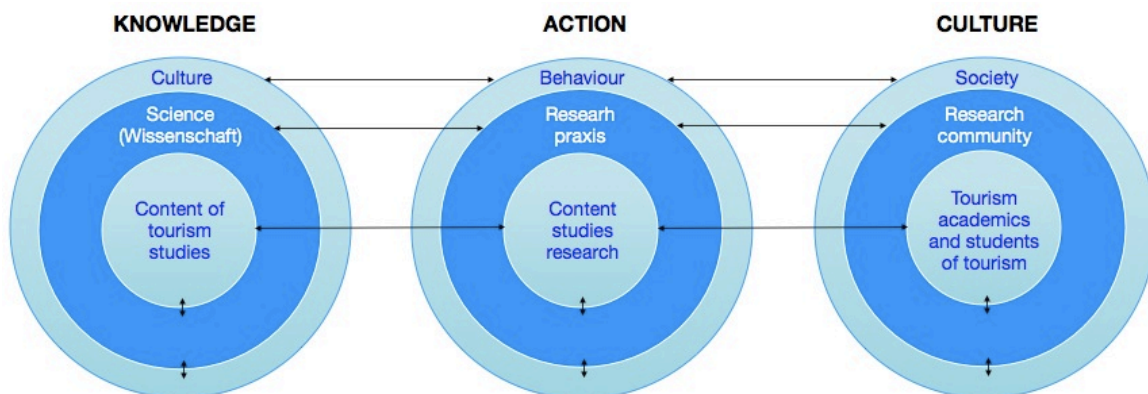 KNOWLEDGE
Culture
Science
(Wissenschaft)
Content of
tourism
studies
ACTION
Behaviour
Researh
praxis
Content
studies
research
CULTURE
Society
Research
community
Tourism
academics
and students
of tourism